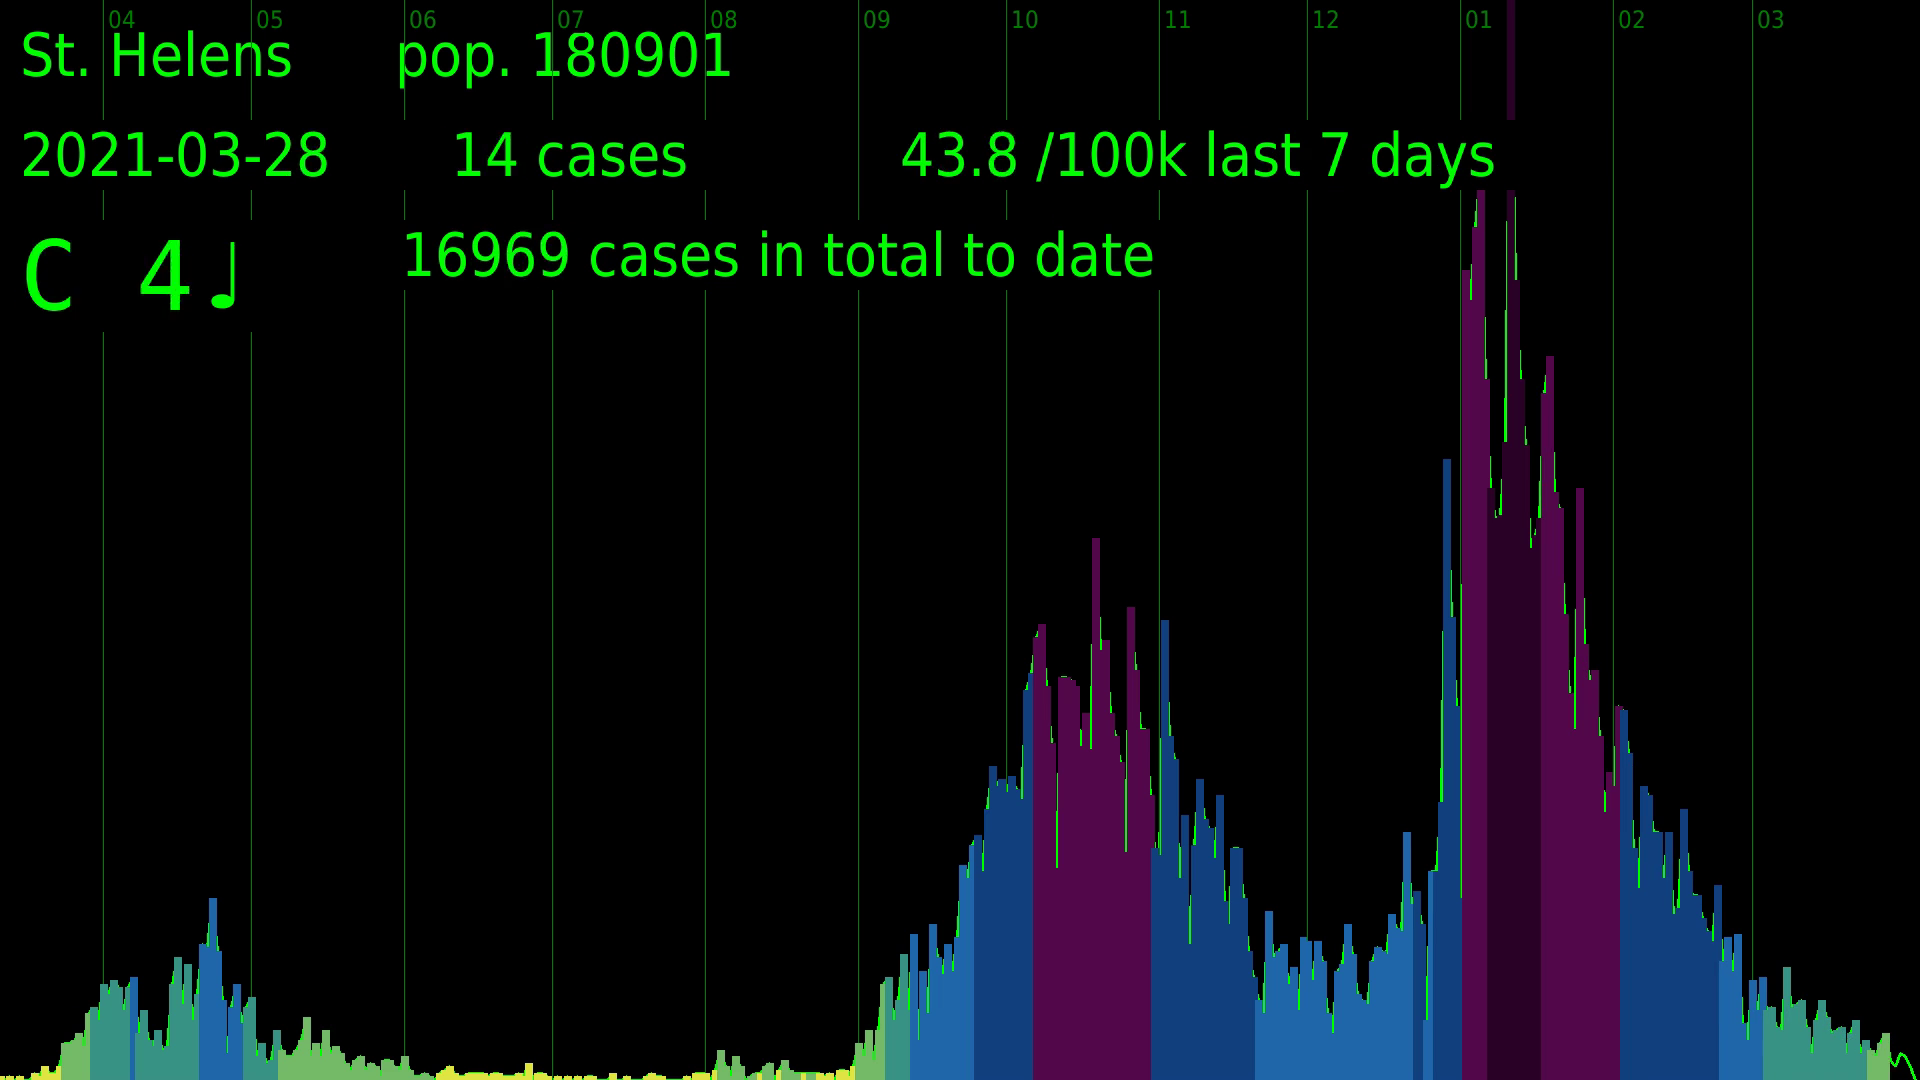 04 05 06 07 08 09 10 11 12 01 02 03
St. Helens pop. 180901
2021-03-28 14 cases 43.8 /100k last 7 days
C 4♩ 16969 cases in total to date